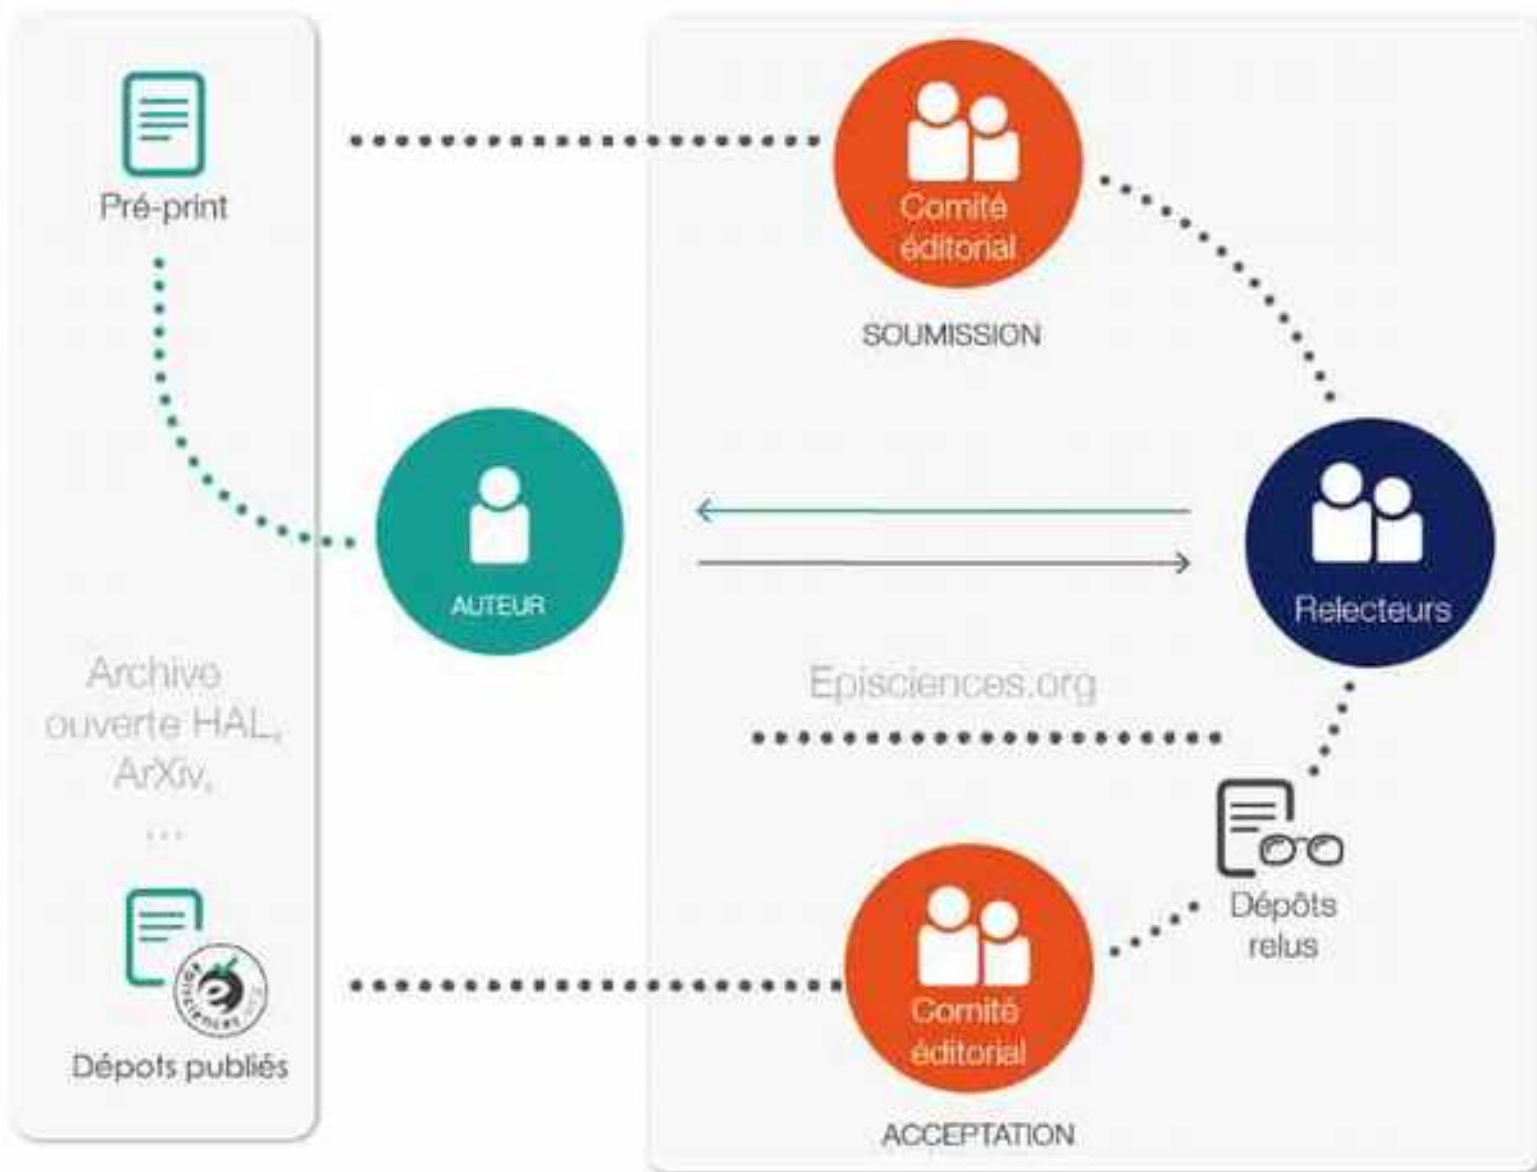 Pré-print
Comité
éditorial
SOUMISSION
AUTEUR
Relecteurs
Archive
ouverte HAL,
ArXiv,
...
Episciences.org
Dépôts
relus
épisciences
Dépots publiés
Comité
éditorial
ACCEPTATION